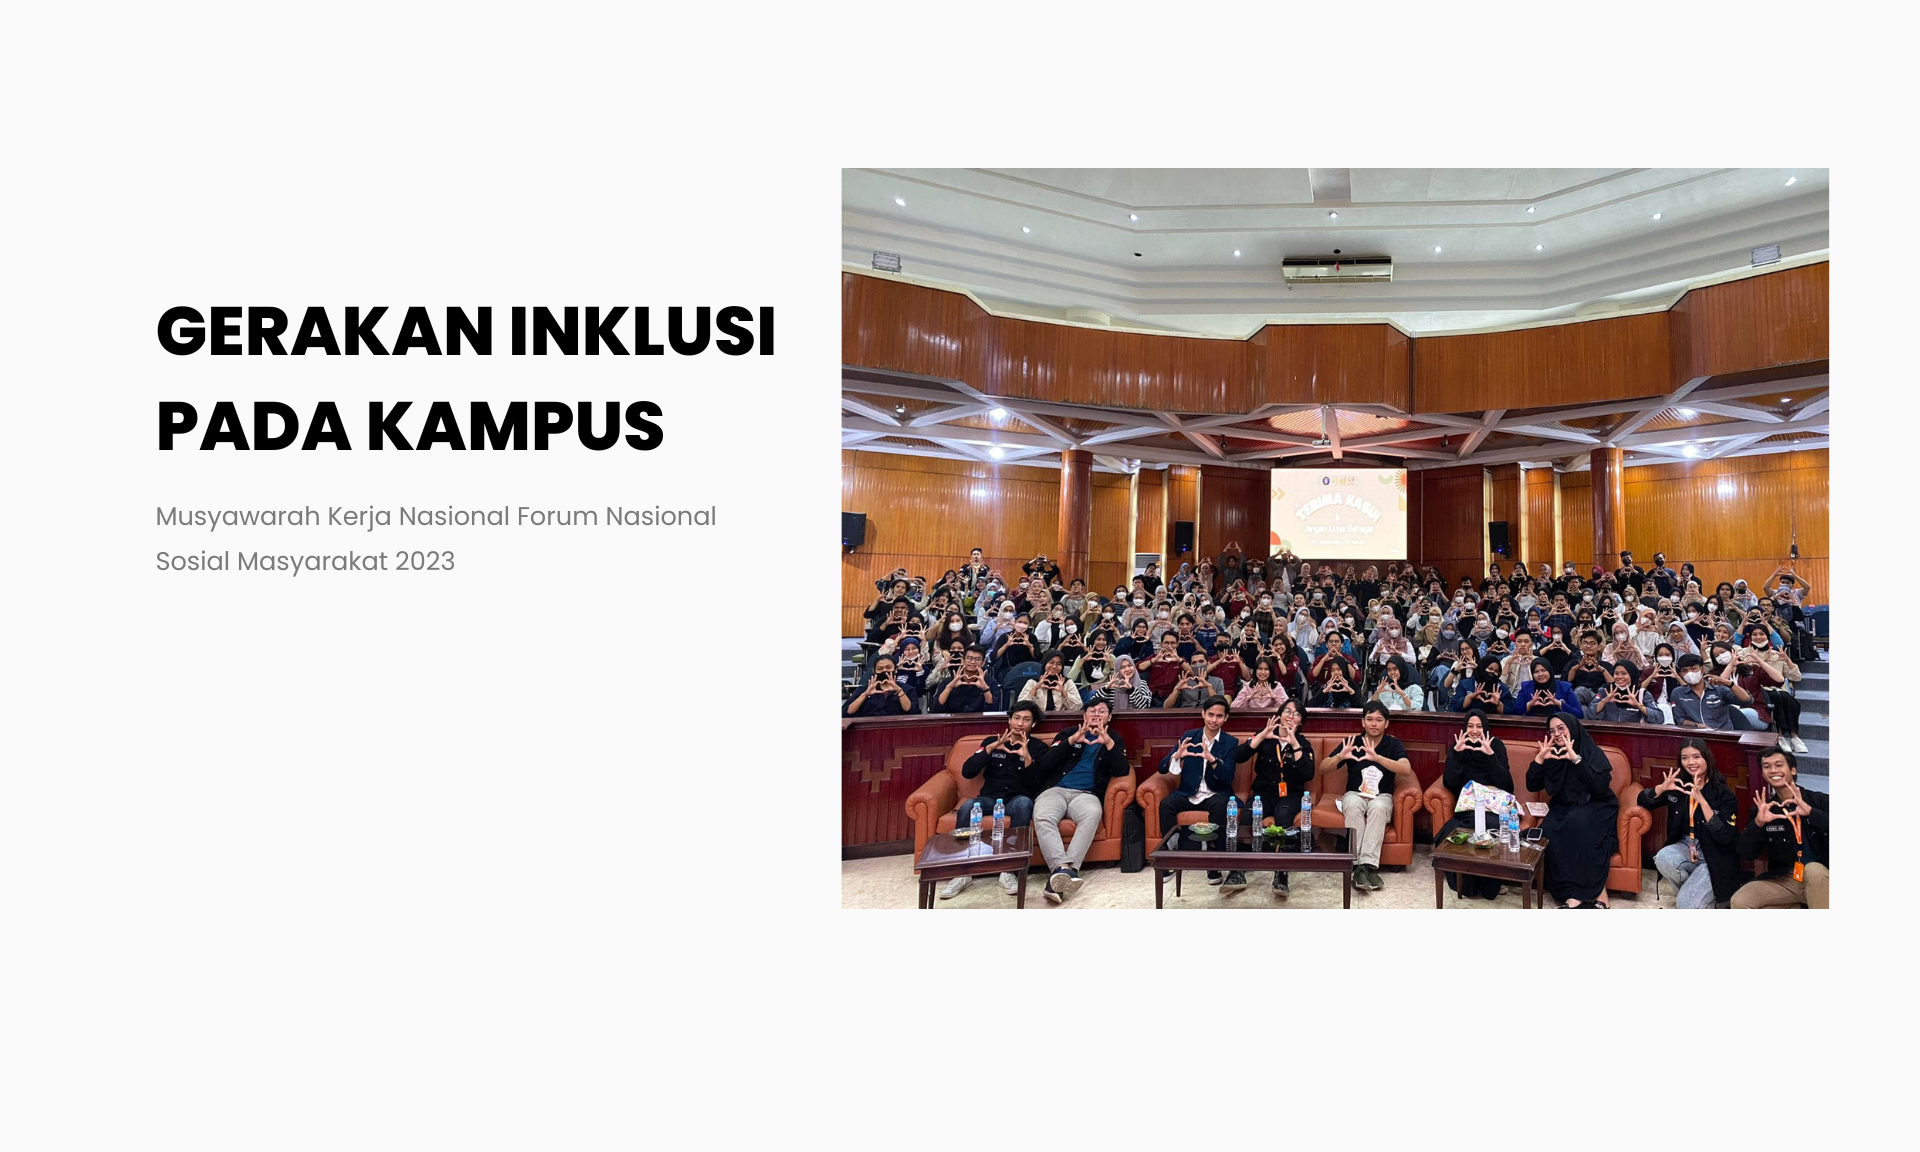 GERAKAN INKLUSI
PADA KAMPUS
Musyawarah Kerja Nasional Forum Nasional
Sosial Masyarakat 2023
TERIMA KASIH
Jangan Lupa Bahagia